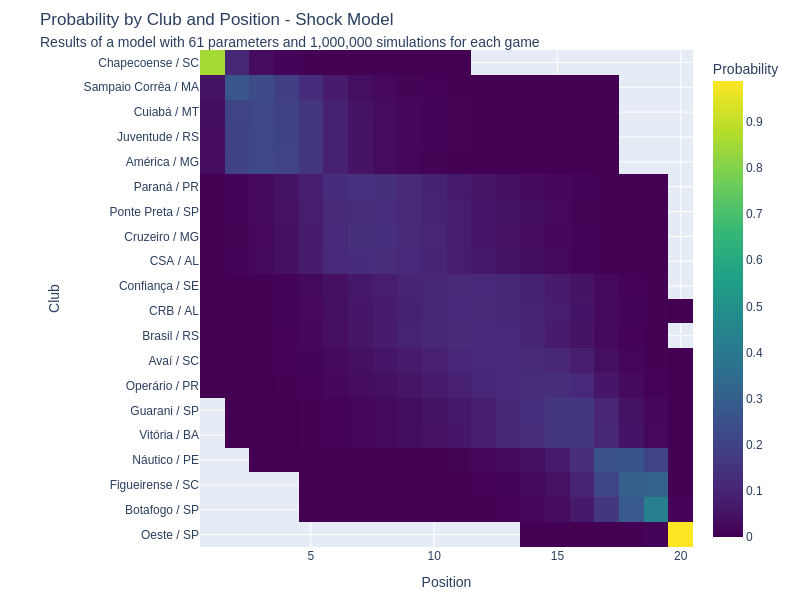 Probability by Club and Position - Shock Model
Results of a model with 61 parameters and 1,000,000 simulations for each game
Chapecoense / SC
Sampaio Corrêa / MA
Cuiabá / MT
Juventude / RS
América / MG
Paraná / PR
Ponte Preta / SP
Cruzeiro / MG
CSA / AL
Confiança / SE
CRB / AL
Brasil / RS
Avaí / SC
Operário / PR
Guarani / SP
Vitória / BA
Náutico / PE
Figueirense / SC
Botafogo / SP
Oeste / SP
Club
5
10
15
20
Position
Probability
0.9
0.8
0.7
0.6
0.5
0.4
0.3
0.2
0.1
0